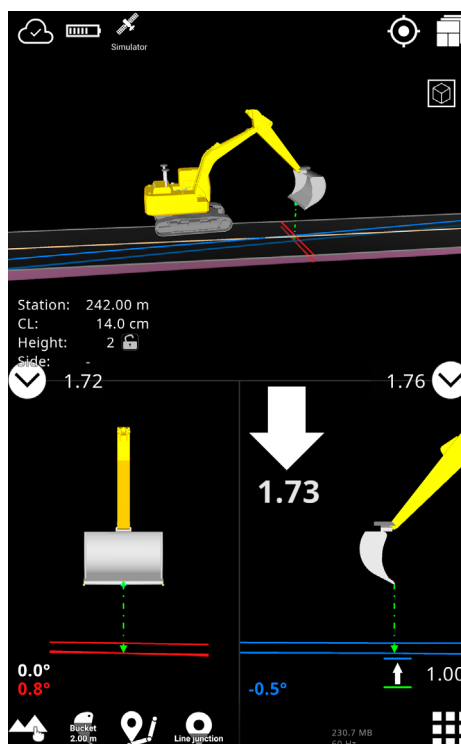 Simulator
Station: 242.00 m
CL: 14.0 cm
Height: 2
Side: -
1.72
1.76
1.73
0.0°
0.8°
-0.5°
1.00
Bucket
2.00 m
Line junction
230.7 MB
60 Hz